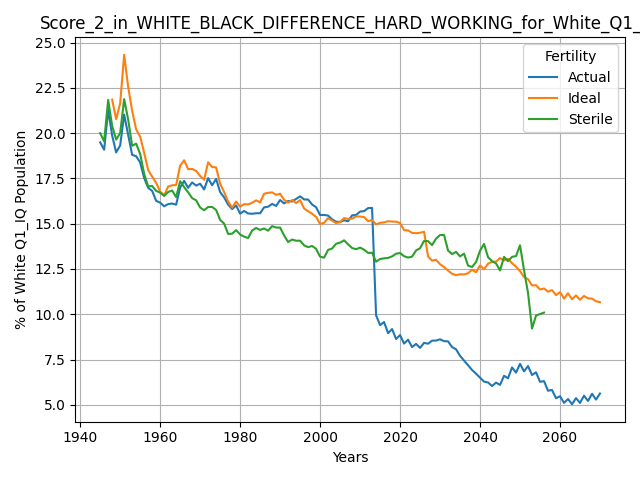 Score_2_in_WHITE_BLACK_DIFFERENCE_HARD_WORKING_for_White_Q1_
25.0
22.5
20.0
17.5
15.0
12.5
10.0
7.5
5.0
% of White Q1_IQ Population
Fertility
Actual
Ideal
Sterile
1940
1960
1980
2000
2020
2040
2060
Years